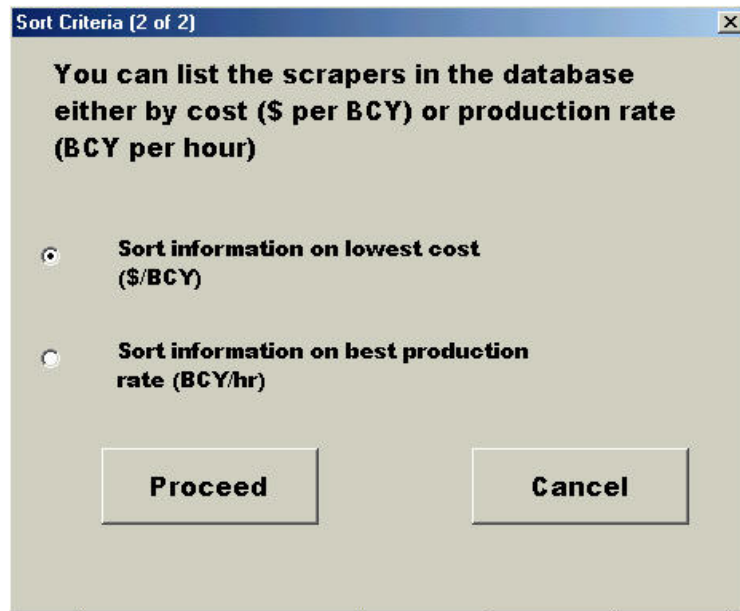 Sort Criteria (2 of 2)
You can list the scrapers in the database
either by cost ($ per BCY) or production rate
(BCY per hour)
Sort information on lowest cost
($/BCY)
Sort information on best production
rate (BCY/hr)
Proceed
Cancel